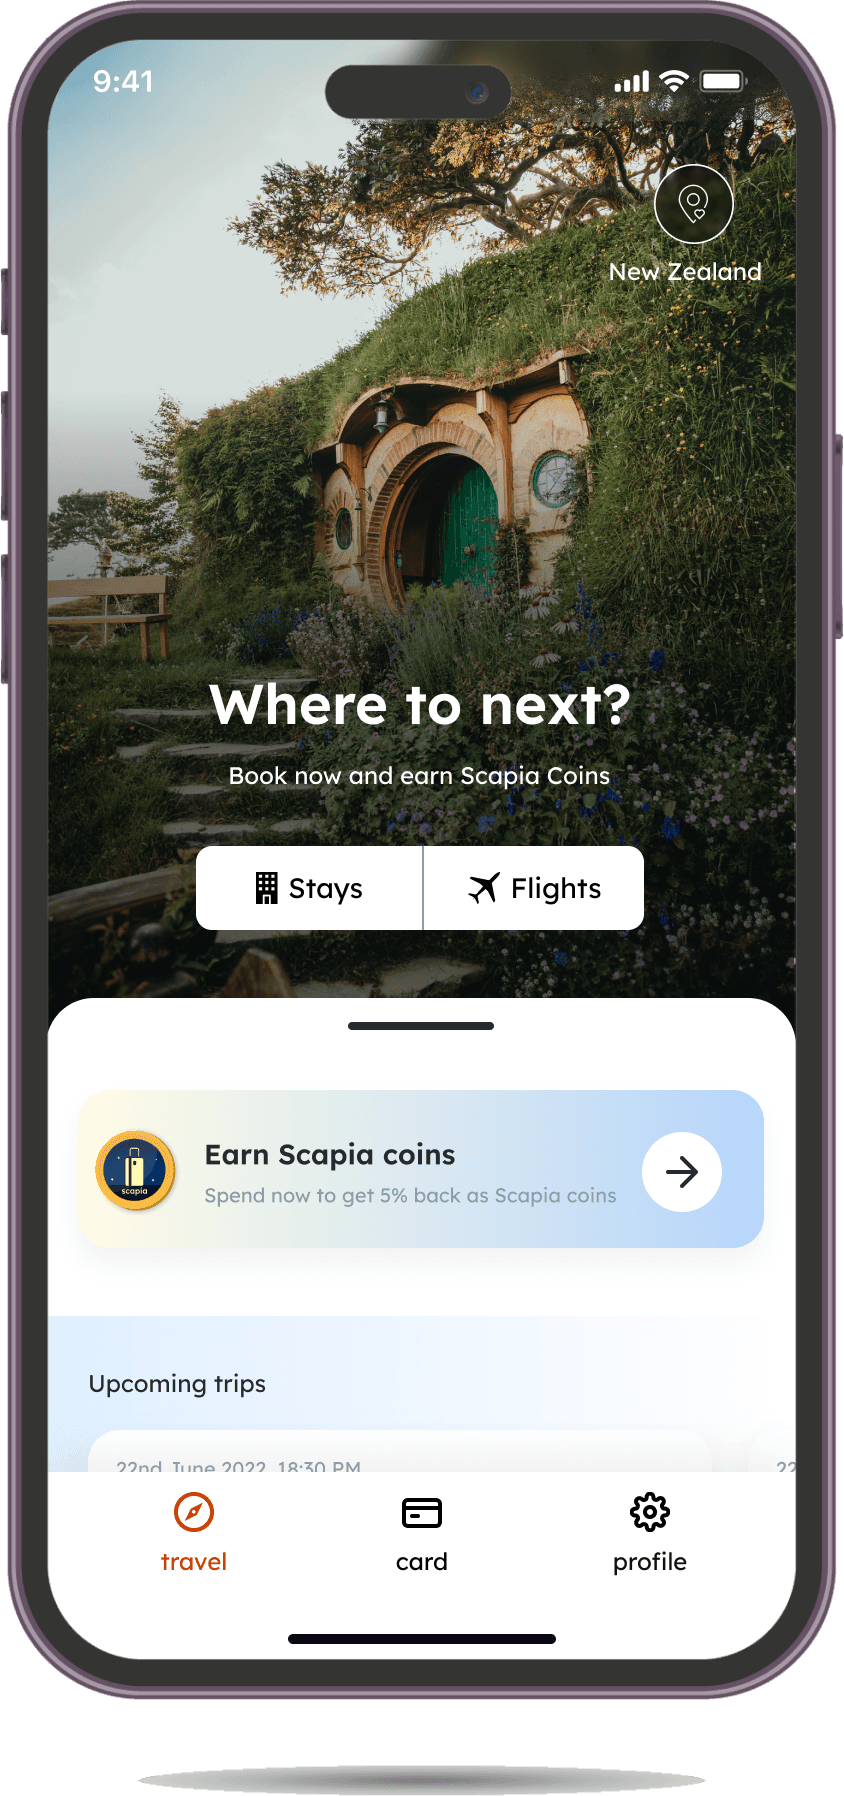 9:41
New Zealand
Where to next?
Book now and earn Scapia Coins
Stays
Flights
Earn Scapia coins
scapia
Spend now to get 5% back as Scapia coins
Upcoming trips
22nd June 2022, 18:30 PM
22
travel
card
profile